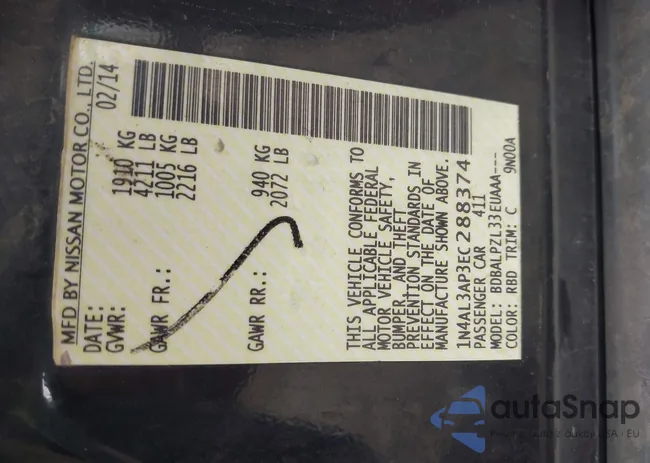 MFD BY NISSAN MOTOR CO., LTD.
DATE: 02/14
GVWR: 1910 KG
4211 LB
GAWR FR.: 1005 KG
2216 LB
GAWR RR.: 940 KG
2072 LB
THIS VEHICLE CONFORMS TO
ALL APPLICABLE FEDERAL
MOTOR VEHICLE SAFETY,
BUMPER, AND THEFT
PREVENTION STANDARDS IN
EFFECT ON THE DATE OF
MANUFACTURE SHOWN ABOVE.
1N4AL3AP3EC288374
PASSENGER CAR 411
MODEL: BDBALPZL33EUAAA---
COLOR: RBD TRIM: C 9N00A
autaSnap